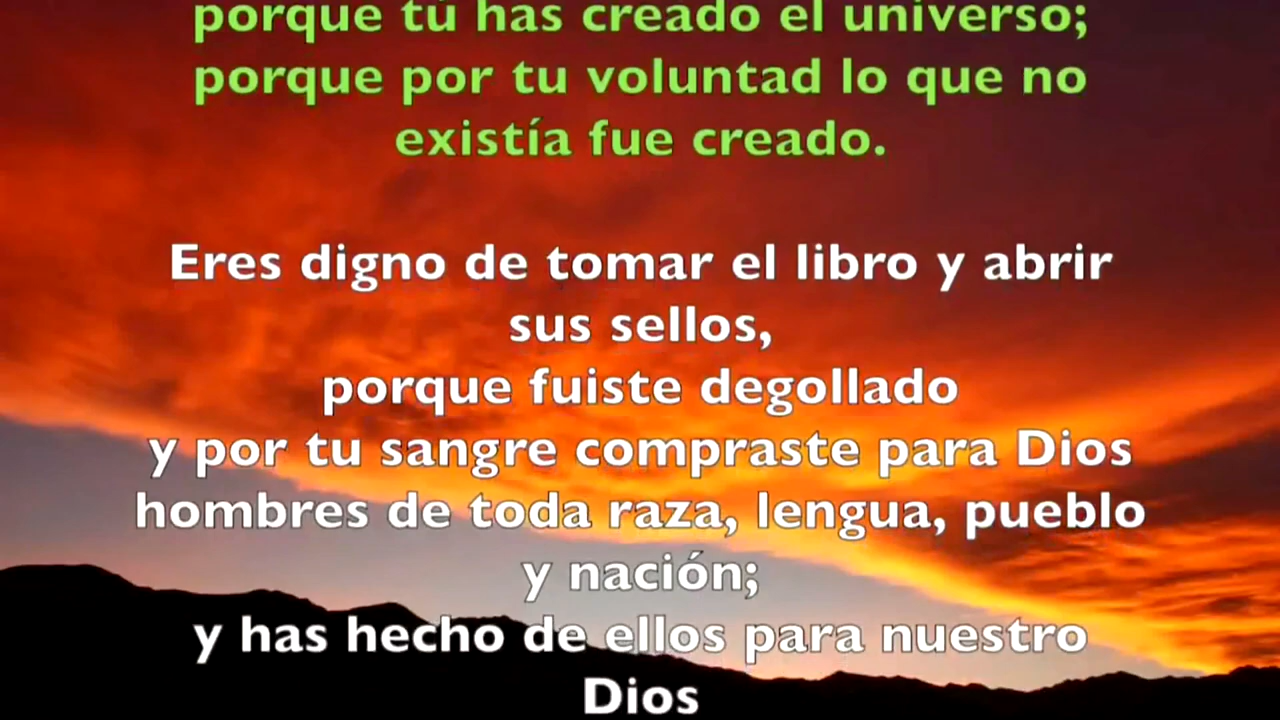 porque tú has creado el universo;
porque por tu voluntad lo que no
existía fue creado.
Eres digno de tomar el libro y abrir
sus sellos,
porque fuiste degollado
y por tu sangre compraste para Dios
hombres de toda raza, lengua, pueblo
y nación;
y has hecho de ellos para nuestro
Dios